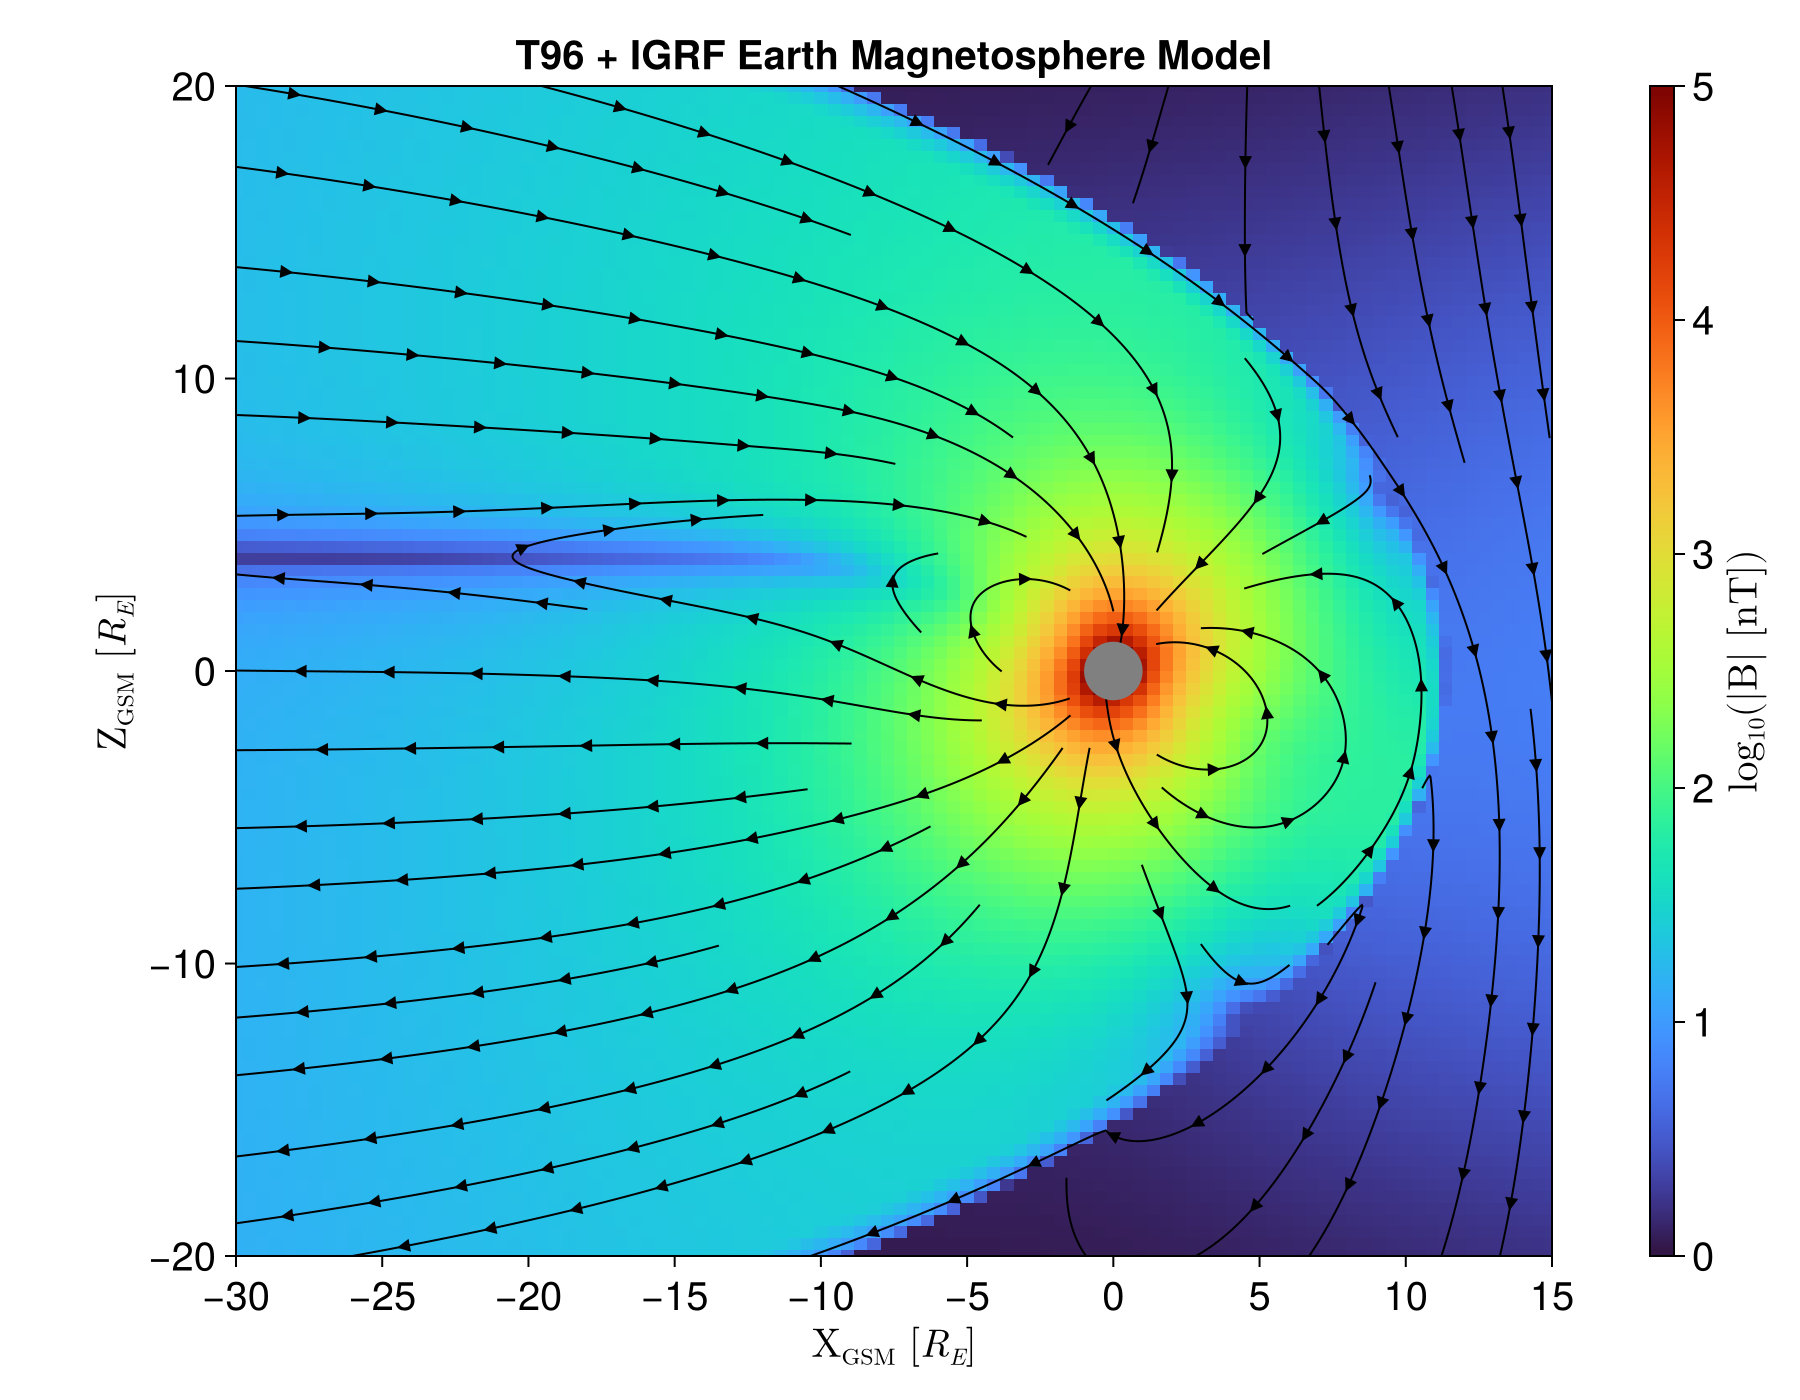 T96 + IGRF Earth Magnetosphere Model
20
10
0
−10
−20
Z_GSM [R_E]
−30 −25 −20 −15 −10 −5 0 5 10 15
X_GSM [R_E]
5
4
3
2
1
0
log₁₀(|B| [nT])